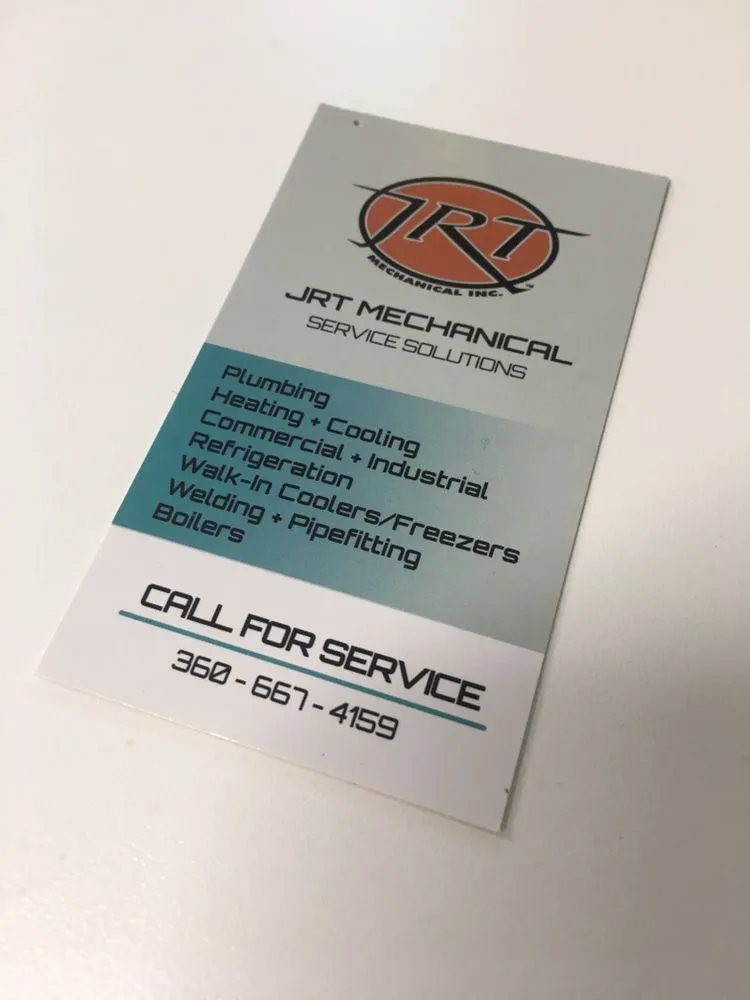 JRT
MECHANICAL INC.™
JRT MECHANICAL
SERVICE SOLUTIONS
Plumbing
Heating + Cooling
Commercial + Industrial
Refrigeration
Walk-In Coolers/Freezers
Welding + Pipefitting
Boilers
CALL FOR SERVICE
360 - 667 - 4159